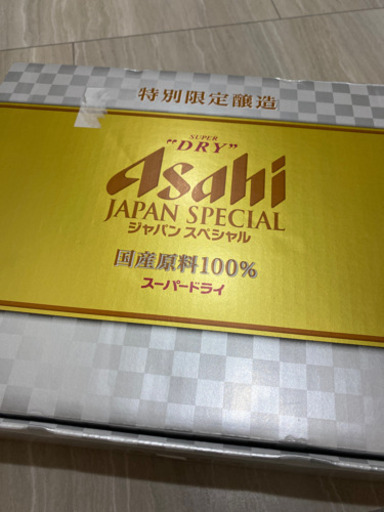 特別限定醸造
SUPER
"DRY"
Asahi
JAPAN SPECIAL
ジャパン スペシャル
国産原料100%
スーパードライ